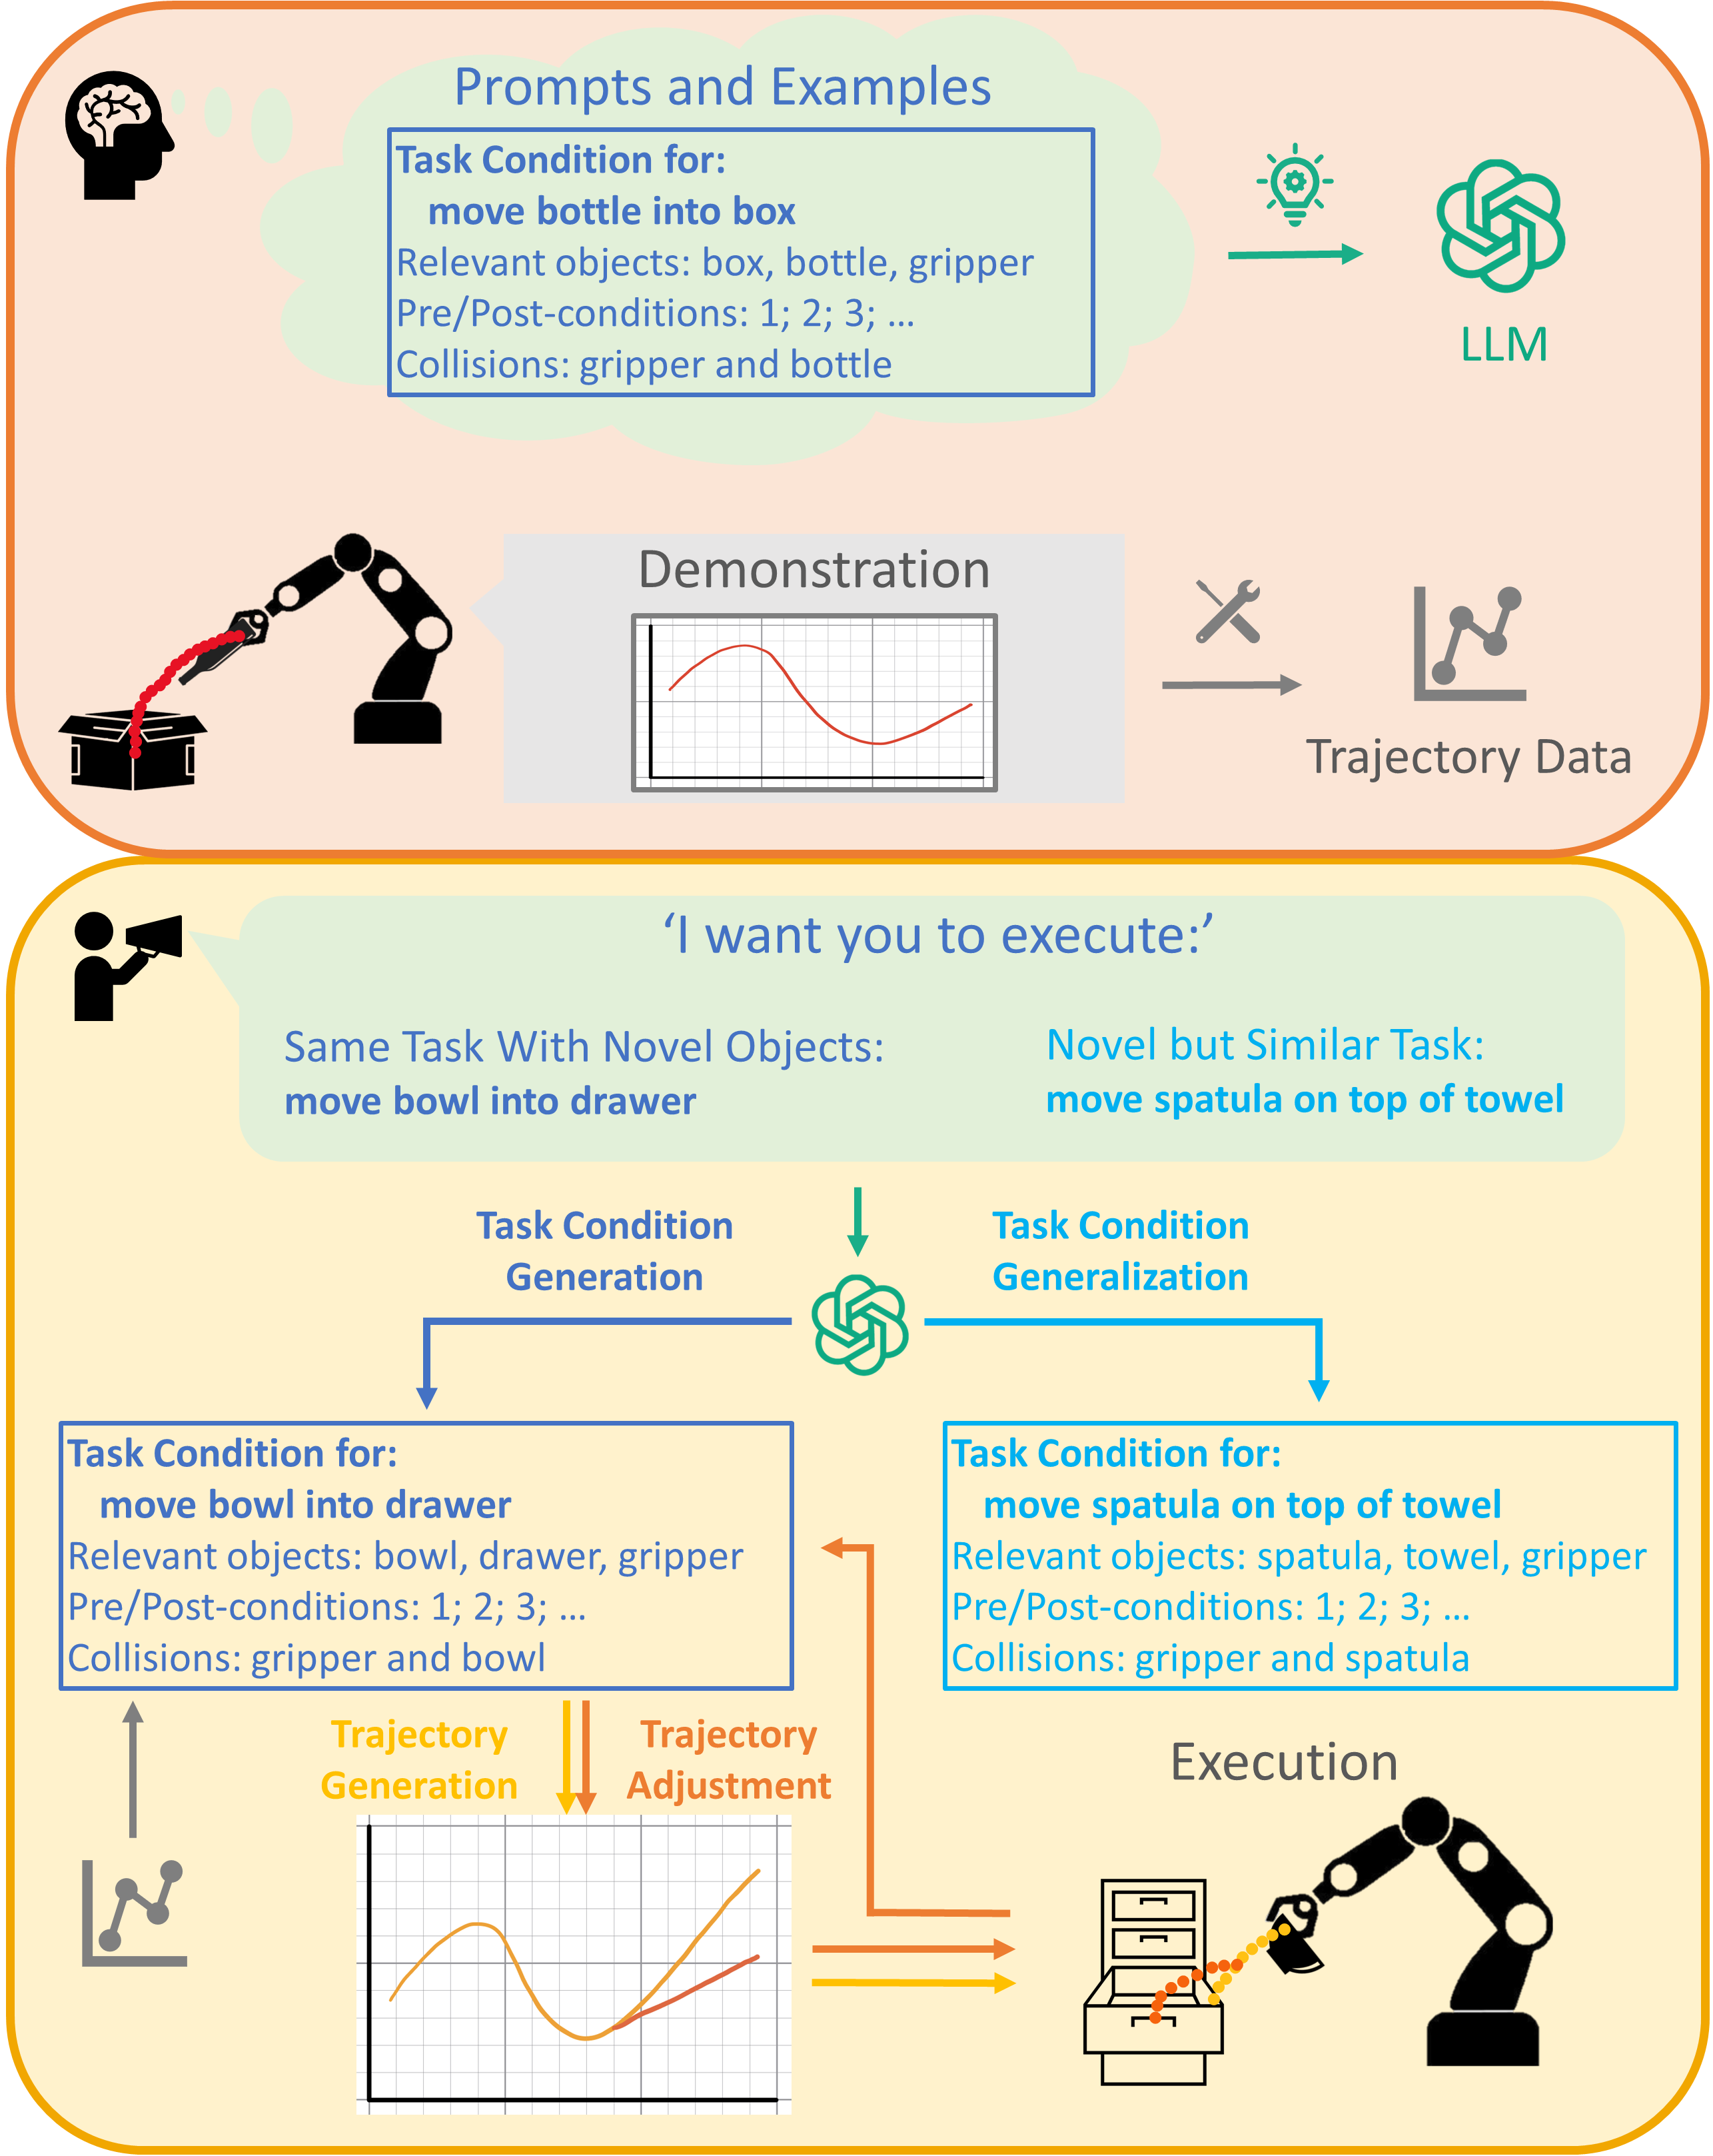 Prompts and Examples
Task Condition for:
move bottle into box
Relevant objects: box, bottle, gripper
Pre/Post-conditions: 1; 2; 3; ...
Collisions: gripper and bottle
LLM
Demonstration
Trajectory Data
‘I want you to execute:’
Same Task With Novel Objects:
move bowl into drawer
Novel but Similar Task:
move spatula on top of towel
Task Condition
Generation
Task Condition
Generalization
Task Condition for:
move bowl into drawer
Relevant objects: bowl, drawer, gripper
Pre/Post-conditions: 1; 2; 3; ...
Collisions: gripper and bowl
Task Condition for:
move spatula on top of towel
Relevant objects: spatula, towel, gripper
Pre/Post-conditions: 1; 2; 3; ...
Collisions: gripper and spatula
Trajectory
Generation
Trajectory
Adjustment
Execution